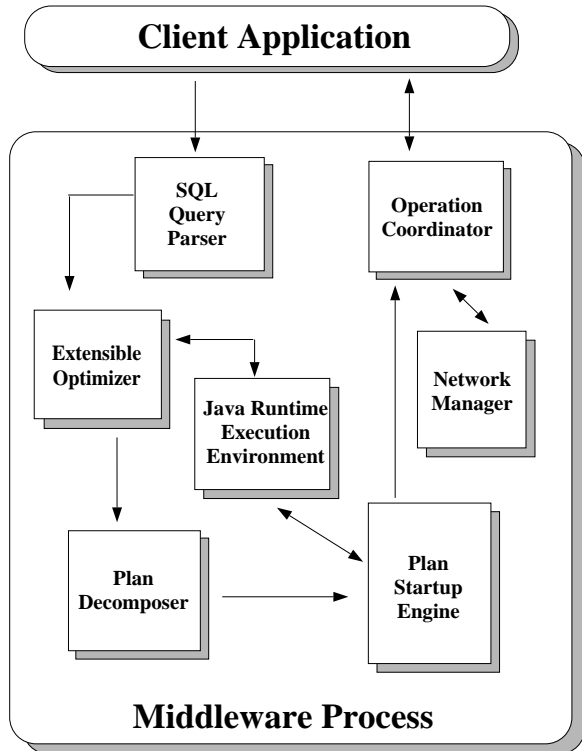 Client Application
SQL
Query
Parser
Operation
Coordinator
Extensible
Optimizer
Java Runtime
Execution
Environment
Network
Manager
Plan
Decomposer
Plan
Startup
Engine
Middleware Process